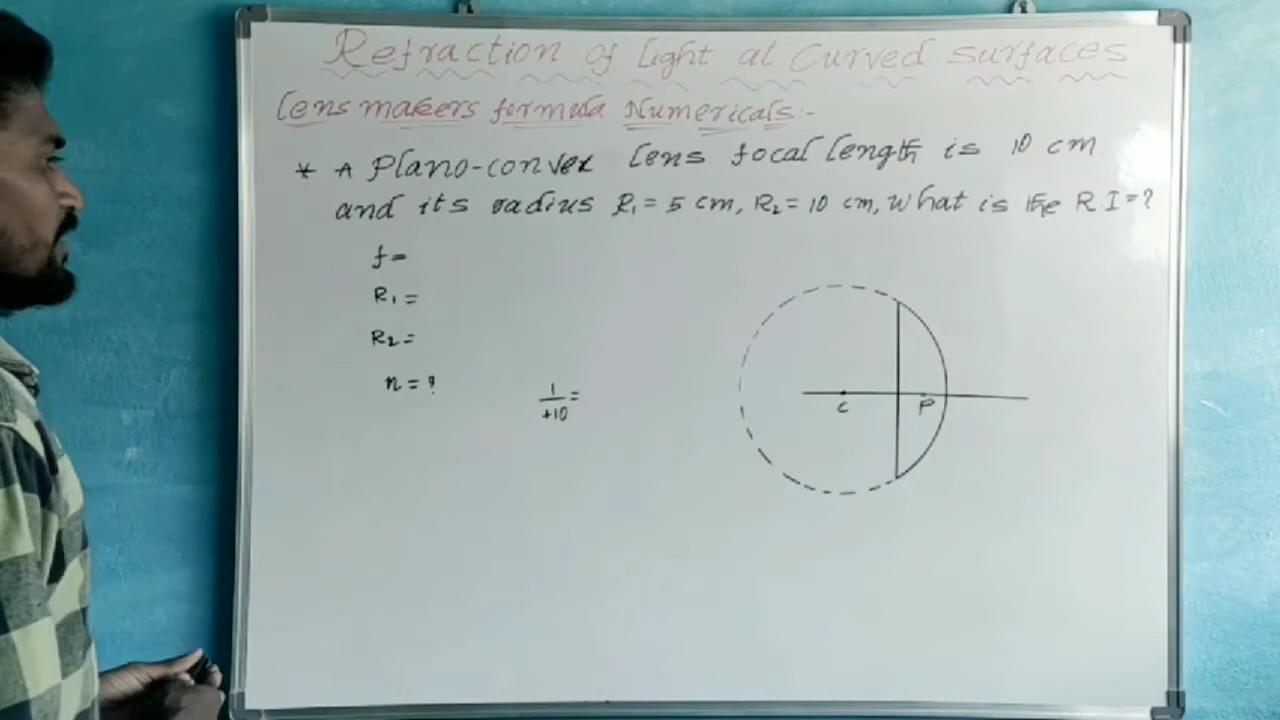 Refraction of light at Curved surfaces
lens makers formula Numericals:-
* A Plano-convex lens focal length is 10 cm
and its radius R₁ = 5 cm, R₂ = 10 cm, What is the R I = ?
f =
R₁ =
R₂ =
n = ?
1/+10 =
C P